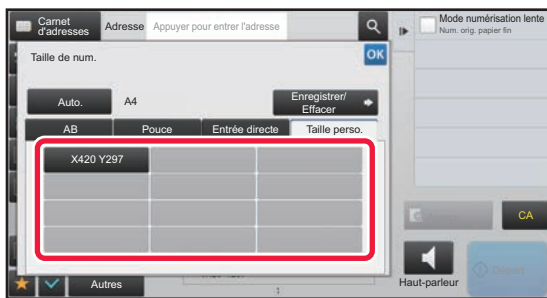 Carnet
d'adresses
Adresse
Appuyer pour entrer l'adresse
Mode numérisation lente
Num. orig. papier fin
Taille de num.
OK
Auto.
A4
Enregistrer/
Effacer
AB
Pouce
Entrée directe
Taille perso.
X420 Y297
CA
Autres
Haut-parleur
Départ